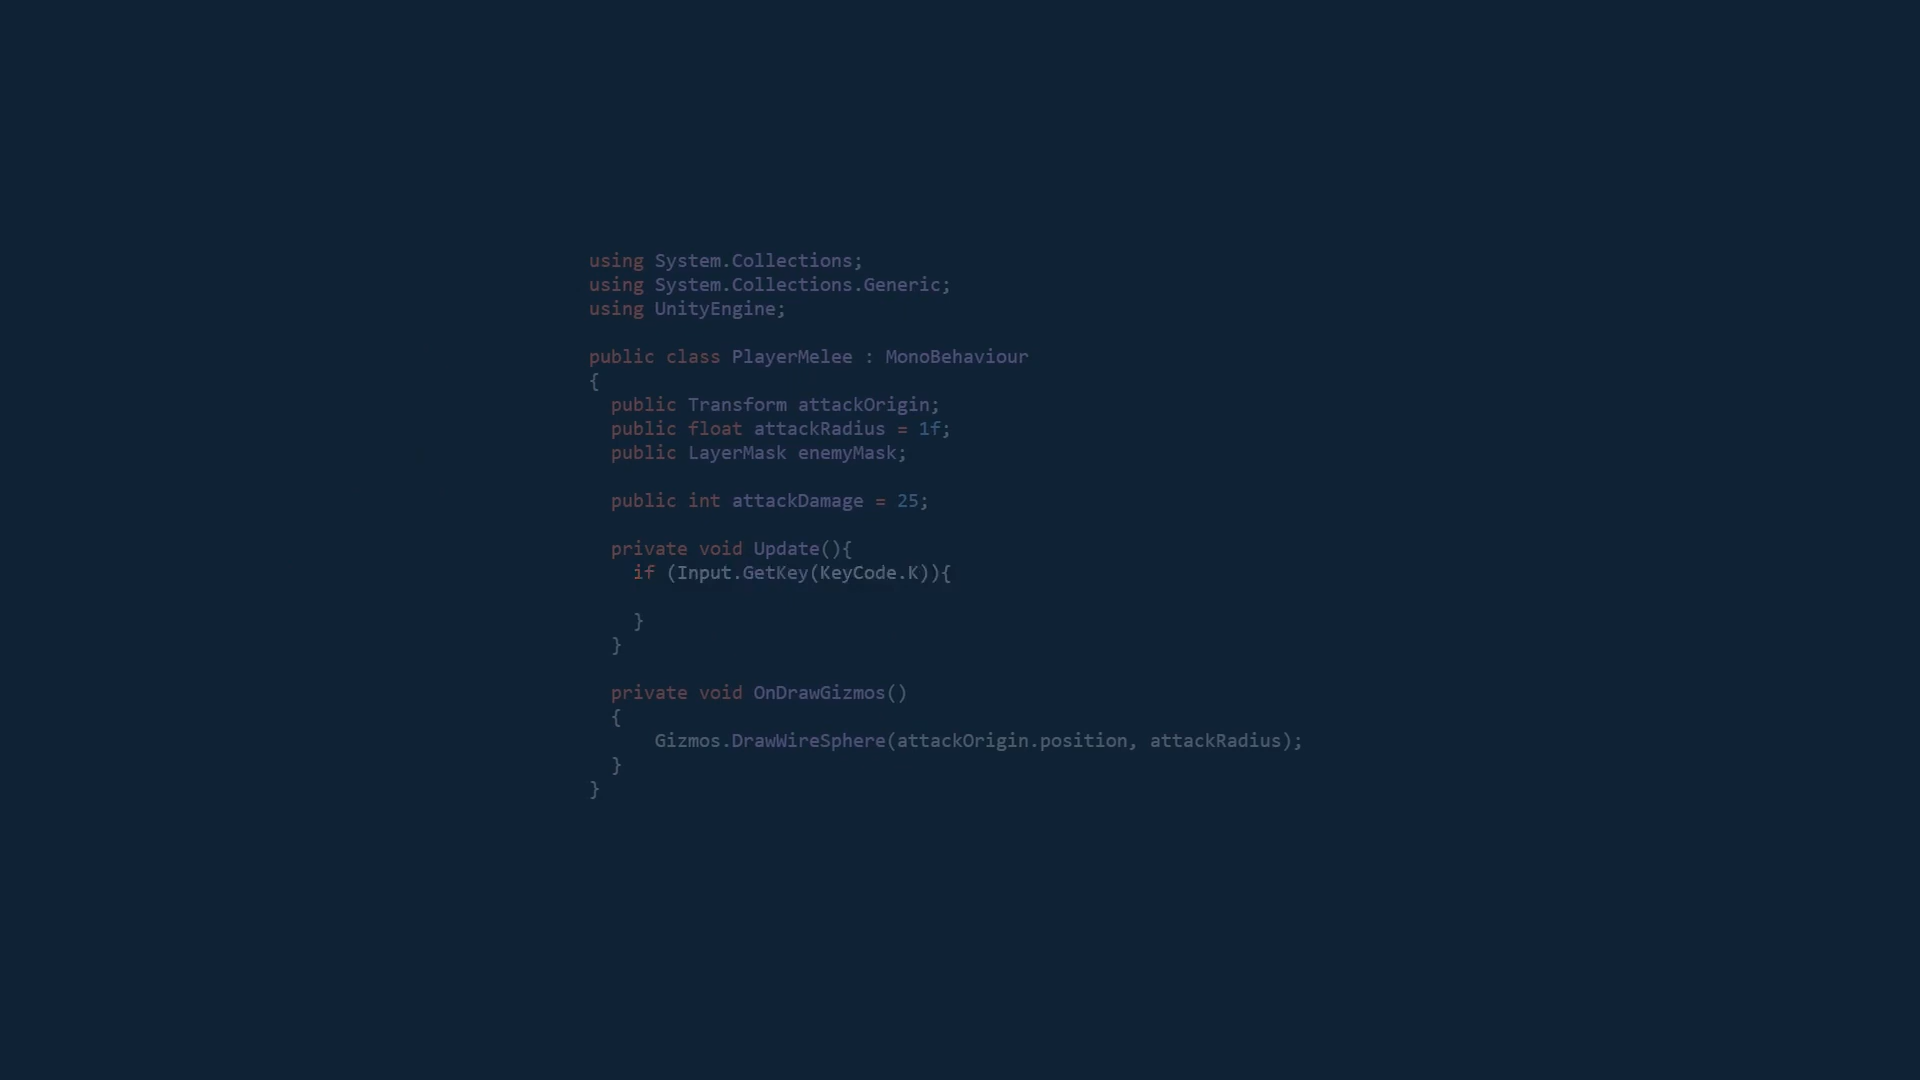 using System.Collections;
using System.Collections.Generic;
using UnityEngine;
public class PlayerMelee : MonoBehaviour
{
public Transform attackOrigin;
public float attackRadius = 1f;
public LayerMask enemyMask;
public int attackDamage = 25;
private void Update(){
if (Input.GetKey(KeyCode.K)){
}
}
private void OnDrawGizmos()
{
Gizmos.DrawWireSphere(attackOrigin.position, attackRadius);
}
}